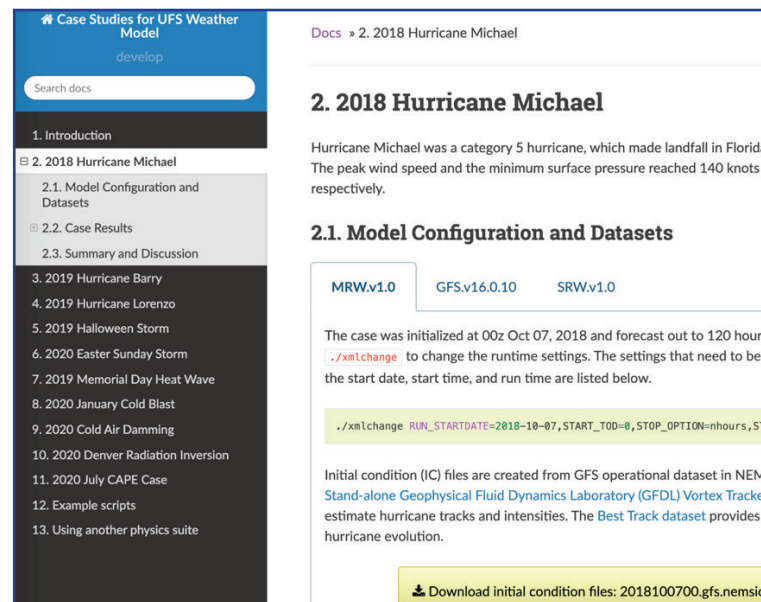 Case Studies for UFS Weather
Model
develop
Search docs
1. Introduction
2. 2018 Hurricane Michael
2.1. Model Configuration and
Datasets
2.2. Case Results
2.3. Summary and Discussion
3. 2019 Hurricane Barry
4. 2019 Hurricane Lorenzo
5. 2019 Halloween Storm
6. 2020 Easter Sunday Storm
7. 2019 Memorial Day Heat Wave
8. 2020 January Cold Blast
9. 2020 Cold Air Damming
10. 2020 Denver Radiation Inversion
11. 2020 July CAPE Case
12. Example scripts
13. Using another physics suite
Docs » 2. 2018 Hurricane Michael
2. 2018 Hurricane Michael
Hurricane Michael was a category 5 hurricane, which made landfall in Florida
The peak wind speed and the minimum surface pressure reached 140 knots
respectively.
2.1. Model Configuration and Datasets
MRW.v1.0 GFS.v16.0.10 SRW.v1.0
The case was initialized at 00z Oct 07, 2018 and forecast out to 120 hour
./xmlchange to change the runtime settings. The settings that need to be
the start date, start time, and run time are listed below.
./xmlchange RUN_STARTDATE=2018-10-07,START_TOD=0,STOP_OPTION=nhours,ST
Initial condition (IC) files are created from GFS operational dataset in NEM
Stand-alone Geophysical Fluid Dynamics Laboratory (GFDL) Vortex Tracke
estimate hurricane tracks and intensities. The Best Track dataset provides
hurricane evolution.
Download initial condition files: 2018100700.gfs.nemsio